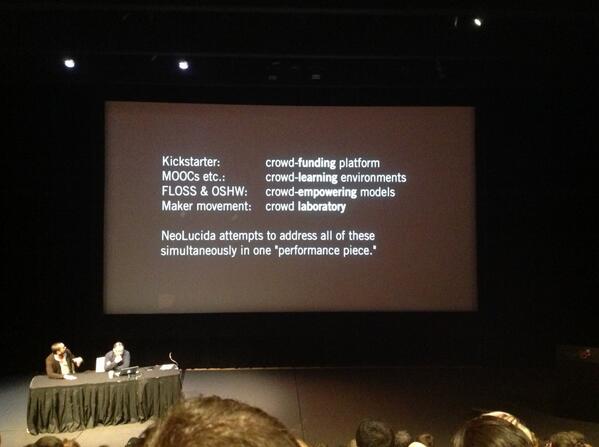 Kickstarter: crowd-funding platform
MOOCs etc.: crowd-learning environments
FLOSS & OSHW: crowd-empowering models
Maker movement: crowd laboratory
NeoLucida attempts to address all of these
simultaneously in one "performance piece."